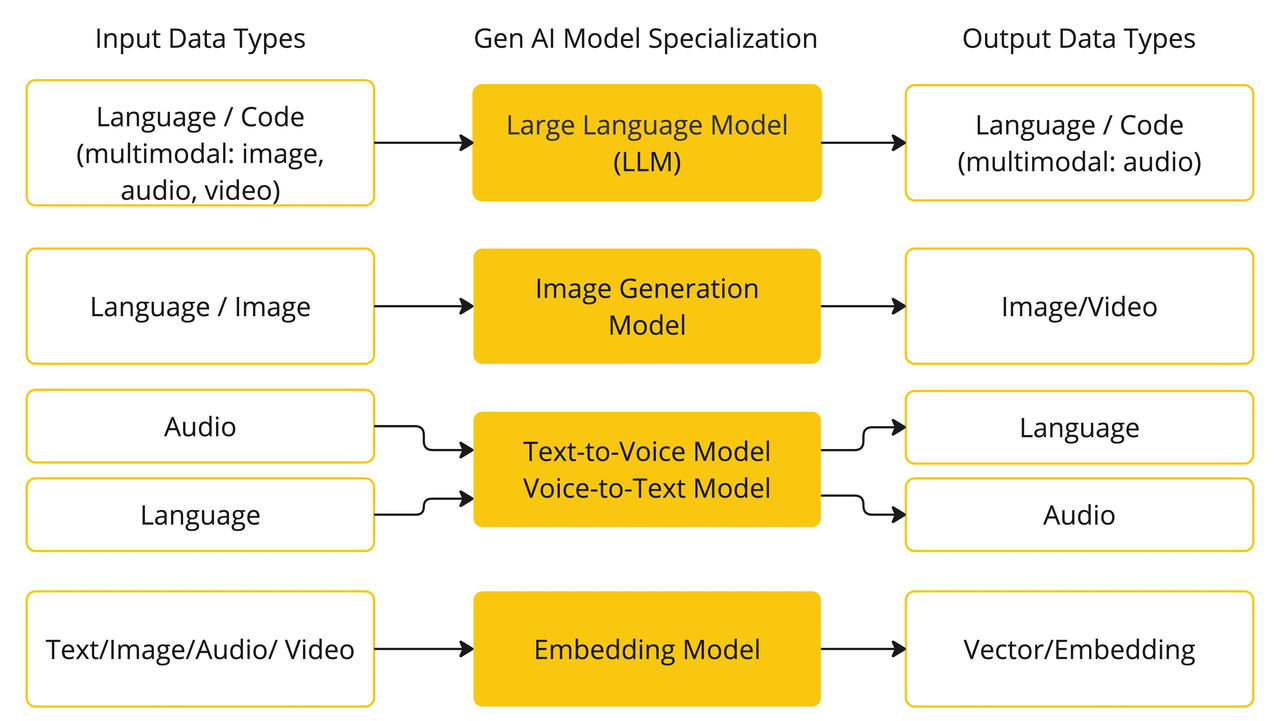 Input Data Types
Gen AI Model Specialization
Output Data Types
Language / Code
(multimodal: image,
audio, video)
Large Language Model
(LLM)
Language / Code
(multimodal: audio)
Language / Image
Image Generation
Model
Image/Video
Audio
Language
Text-to-Voice Model
Voice-to-Text Model
Language
Audio
Text/Image/Audio/ Video
Embedding Model
Vector/Embedding